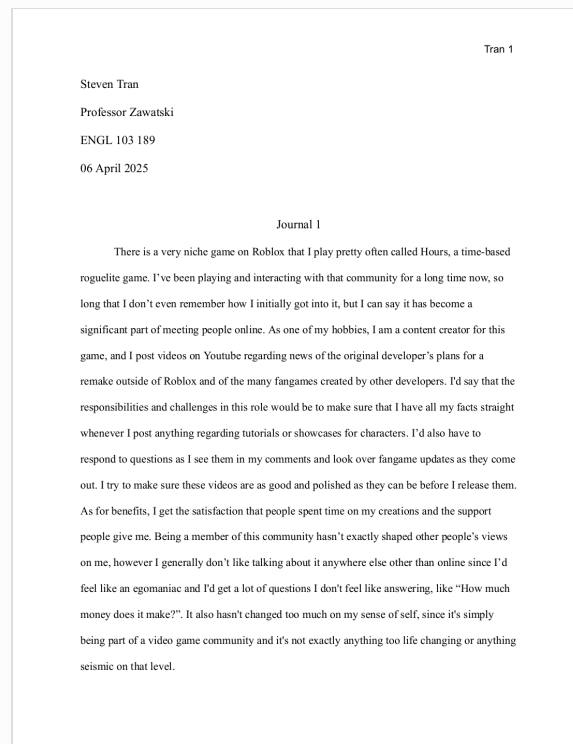 Tran 1
Steven Tran
Professor Zawatski
ENGL 103 189
06 April 2025
Journal 1
There is a very niche game on Roblox that I play pretty often called Hours, a time-based
roguelite game. I’ve been playing and interacting with that community for a long time now, so
long that I don’t even remember how I initially got into it, but I can say it has become a
significant part of meeting people online. As one of my hobbies, I am a content creator for this
game, and I post videos on Youtube regarding news of the original developer’s plans for a
remake outside of Roblox and of the many fangames created by other developers. I'd say that the
responsibilities and challenges in this role would be to make sure that I have all my facts straight
whenever I post anything regarding tutorials or showcases for characters. I’d also have to
respond to questions as I see them in my comments and look over fangame updates as they come
out. I try to make sure these videos are as good and polished as they can be before I release them.
As for benefits, I get the satisfaction that people spent time on my creations and the support
people give me. Being a member of this community hasn’t exactly shaped other people’s views
on me, however I generally don’t like talking about it anywhere else other than online since I’d
feel like an egomaniac and I'd get a lot of questions I don't feel like answering, like “How much
money does it make?”. It also hasn't changed too much on my sense of self, since it's simply
being part of a video game community and it's not exactly anything too life changing or anything
seismic on that level.